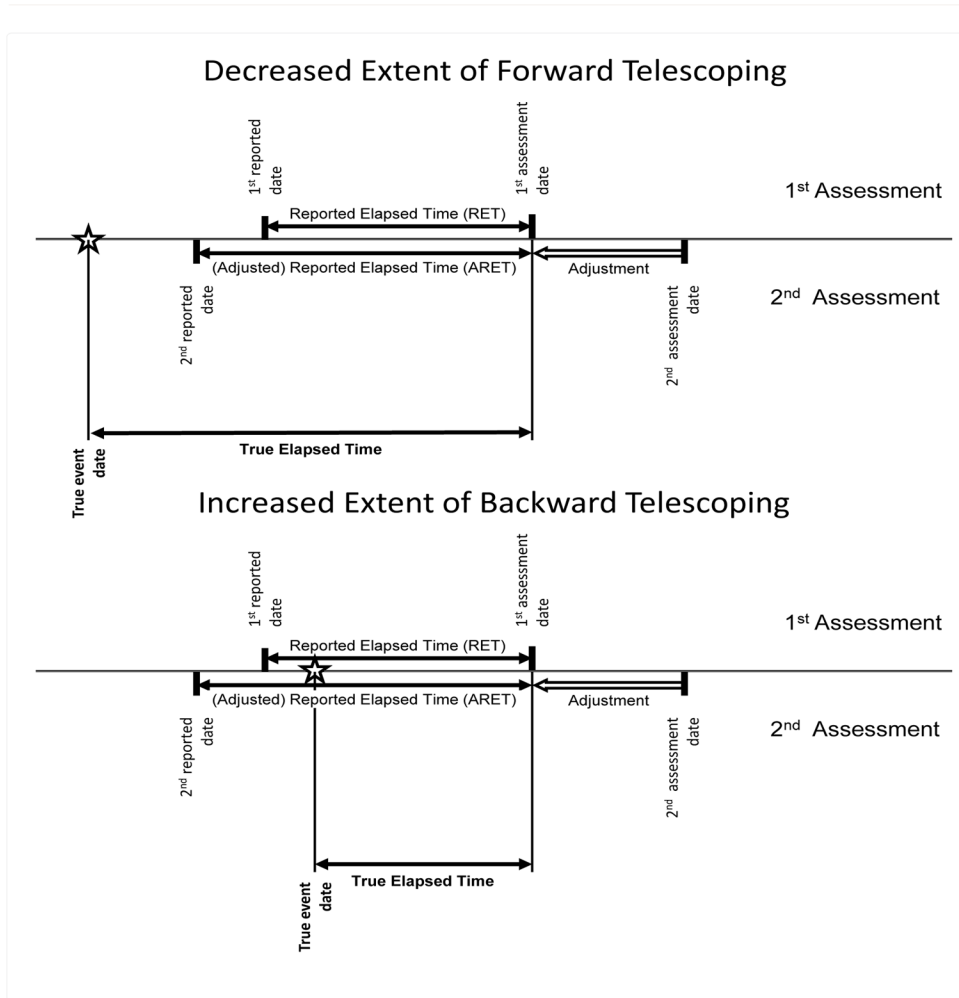 Decreased Extent of Forward Telescoping
1st reported
date
1st assessment
date
1st Assessment
Reported Elapsed Time (RET)
(Adjusted) Reported Elapsed Time (ARET)
Adjustment
2nd reported
date
2nd assessment
date
2nd Assessment
True Elapsed Time
True event
date
Increased Extent of Backward Telescoping
1st reported
date
1st assessment
date
1st Assessment
Reported Elapsed Time (RET)
(Adjusted) Reported Elapsed Time (ARET)
Adjustment
2nd reported
date
2nd assessment
date
2nd Assessment
True Elapsed Time
True event
date